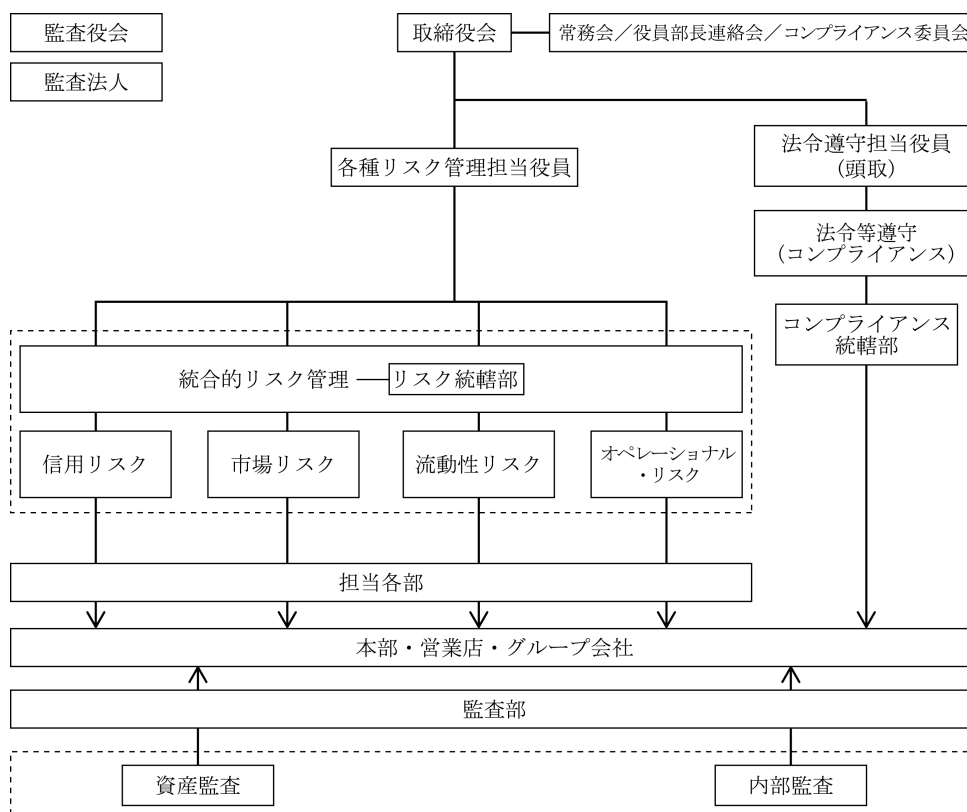 監査役会
取締役会
常務会／役員部長連絡会／コンプライアンス委員会
監査法人
各種リスク管理担当役員
法令遵守担当役員
（頭取）
法令等遵守
（コンプライアンス）
コンプライアンス
統轄部
統合的リスク管理
リスク統轄部
信用リスク
市場リスク
流動性リスク
オペレーショナル
・リスク
担当各部
本部・営業店・グループ会社
監査部
資産監査
内部監査